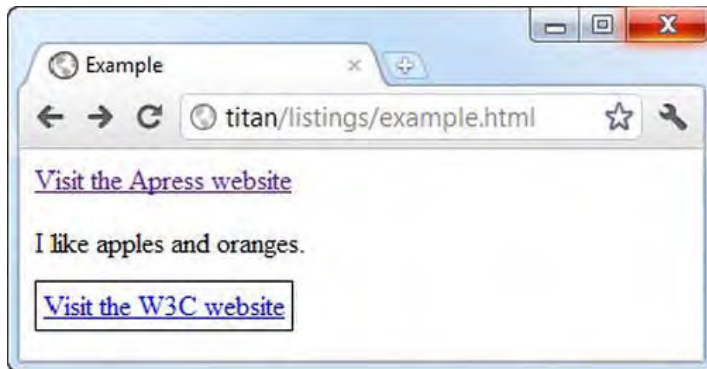 Example
titan/listings/example.html
Visit the Apress website
I like apples and oranges.
Visit the W3C website